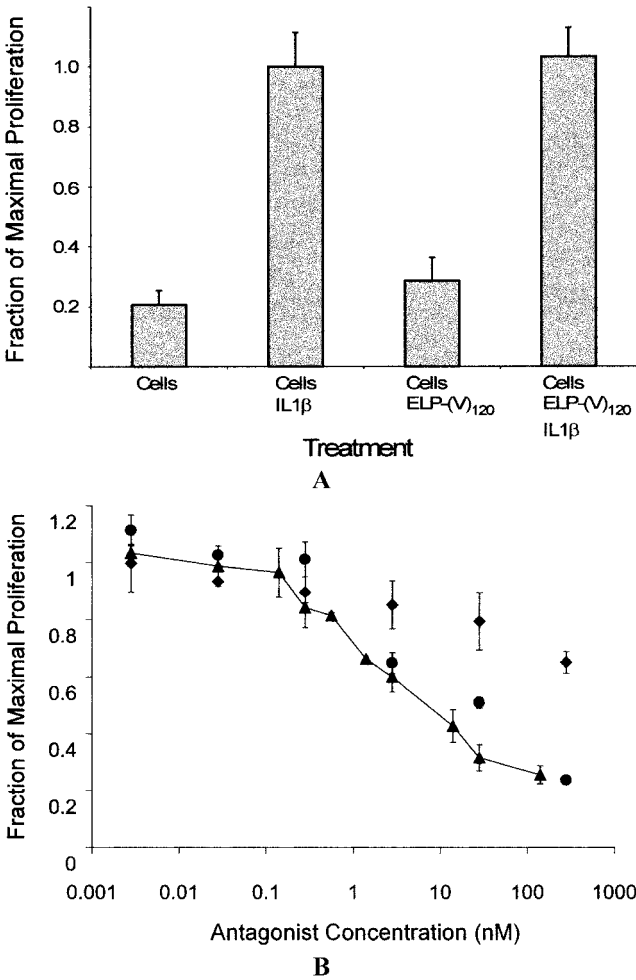 Fraction of Maximal Proliferation
1.0
0.8
0.6
0.4
0.2
Cells
Cells
IL1β
Cells
ELP-(V)120
Cells
ELP-(V)120
IL1β
Treatment
A
Fraction of Maximal Proliferation
1.2
1
0.8
0.6
0.4
0.2
0
0.001
0.01
0.1
1
10
100
1000
Antagonist Concentration (nM)
B